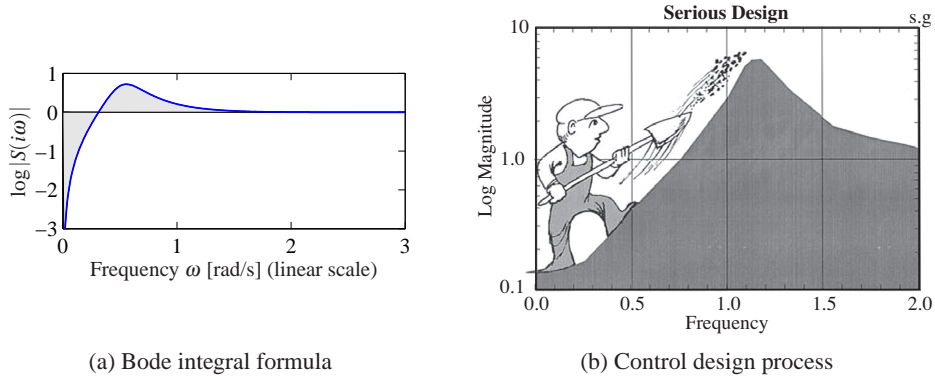 1
0
−1
−2
−3
0 1 2 3
log |S(iω)|
Frequency ω [rad/s] (linear scale)
(a) Bode integral formula
Serious Design
s.g
10
1.0
0.1
Log Magnitude
0.0 0.5 1.0 1.5 2.0
Frequency
(b) Control design process